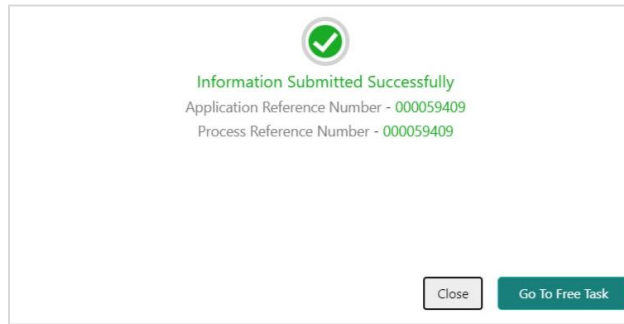 Information Submitted Successfully
Application Reference Number - 000059409
Process Reference Number - 000059409
Close
Go To Free Task